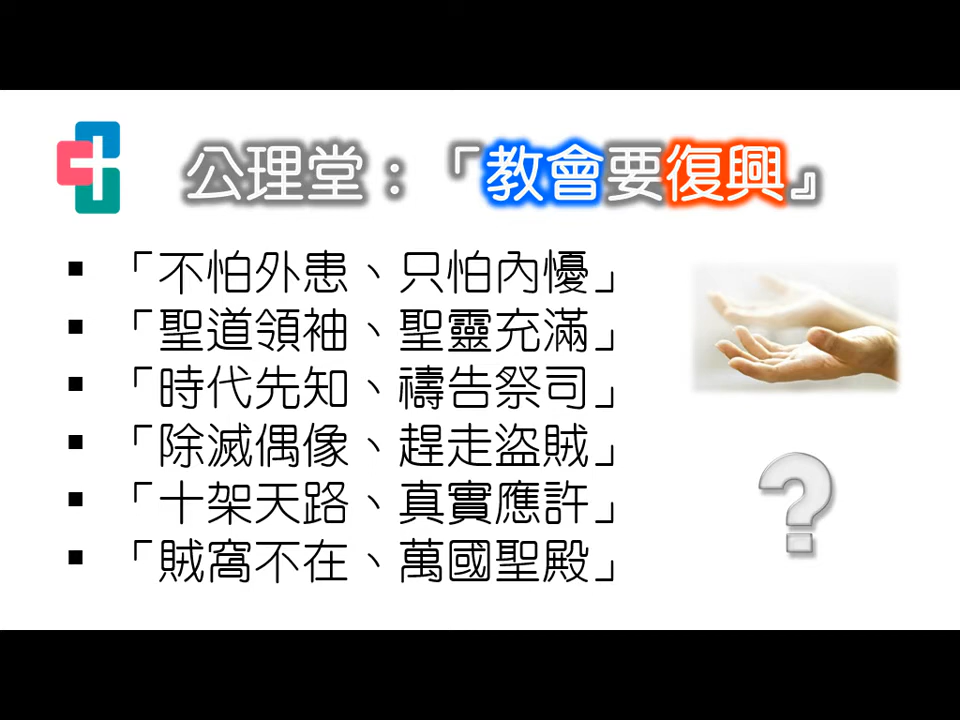 公理堂：「教會要復興』
▪ 「不怕外患、只怕內懮」
▪ 「聖道領袖、聖靈充滿」
▪ 「時代先知、禱告祭司」
▪ 「除滅偶像、趕走盜賊」
▪ 「十架天路、真實應許」
▪ 「賊窩不在、萬國聖殿」
?